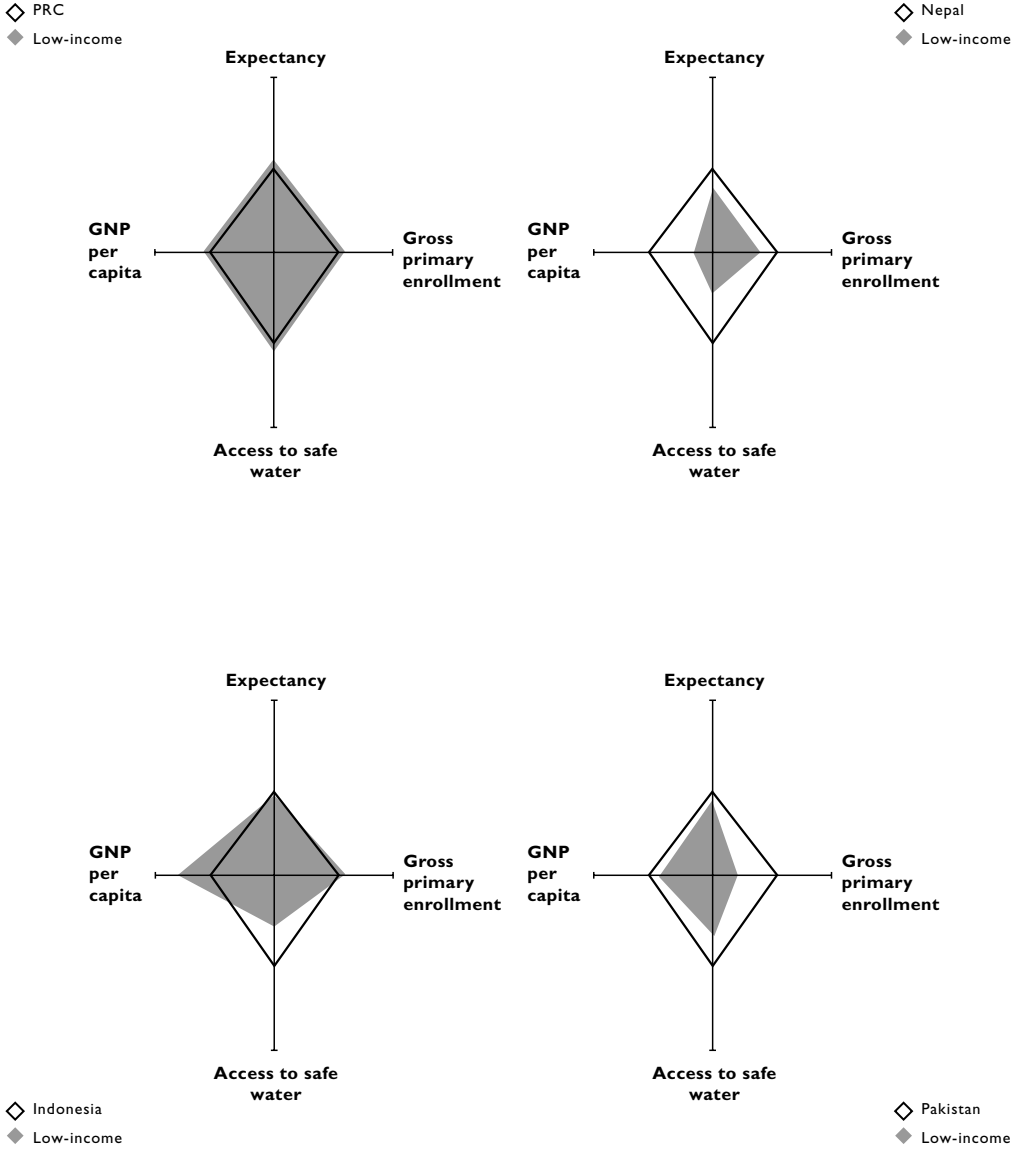 PRC
Low-income
Nepal
Low-income
Expectancy
GNP
per
capita
Gross
primary
enrollment
Access to safe
water
Expectancy
GNP
per
capita
Gross
primary
enrollment
Access to safe
water
Expectancy
GNP
per
capita
Gross
primary
enrollment
Access to safe
water
Expectancy
GNP
per
capita
Gross
primary
enrollment
Access to safe
water
Indonesia
Low-income
Pakistan
Low-income